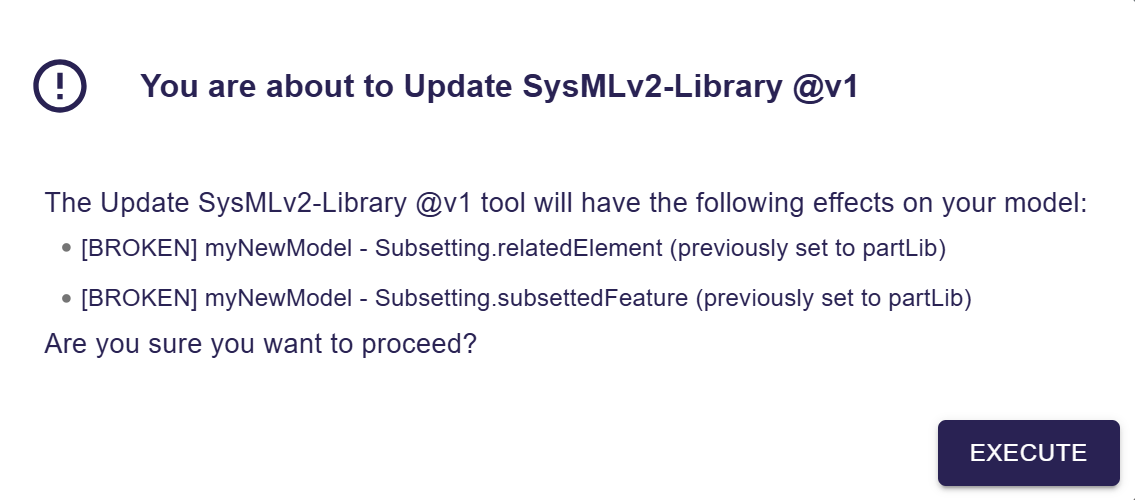 You are about to Update SysMLv2-Library @v1
The Update SysMLv2-Library @v1 tool will have the following effects on your model:
• [BROKEN] myNewModel - Subsetting.relatedElement (previously set to partLib)
• [BROKEN] myNewModel - Subsetting.subsettedFeature (previously set to partLib)
Are you sure you want to proceed?
EXECUTE